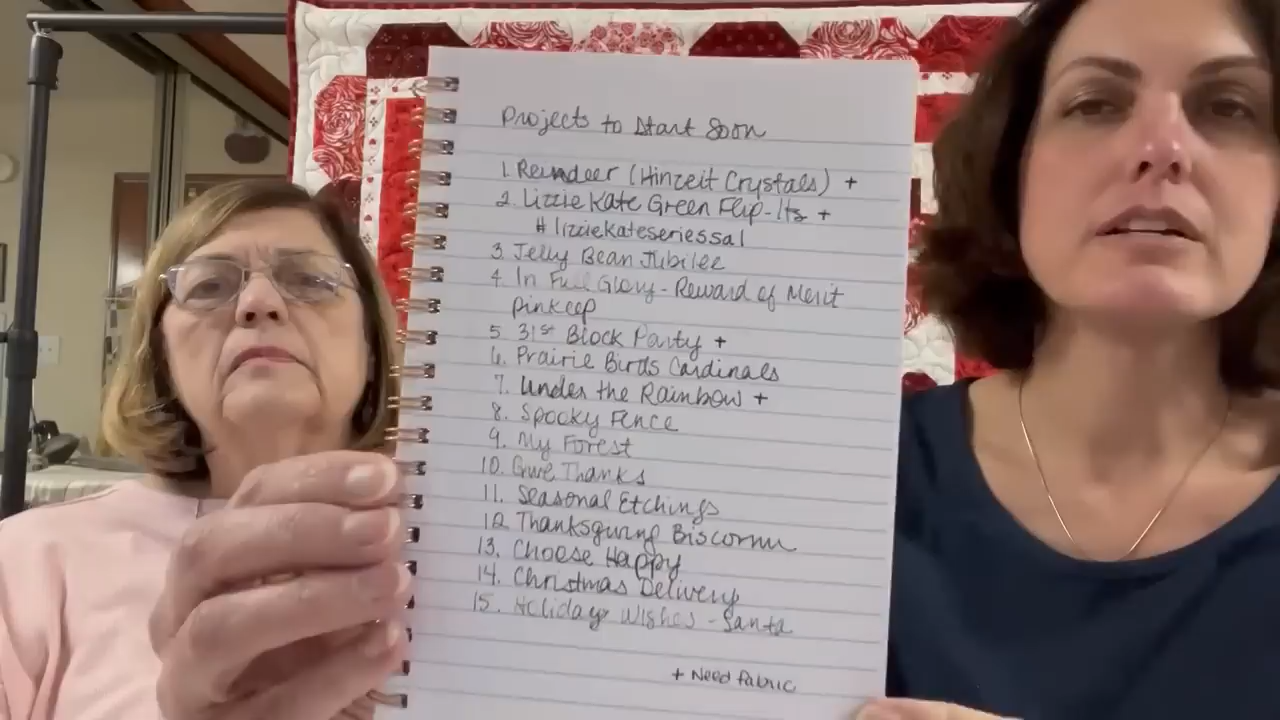 Projects to Start Soon
1. Reindeer (Hinzeit Crystals) +
2. Lizzie Kate Green Flip-Its +
#lizziekateseriessal
3. Jelly Bean Jubilee
4. In Full Glory - Reward of Merit
pinkeep
5. 31st Block Party +
6. Prairie Birds Cardinals
7. Under the Rainbow +
8. Spooky Fence
9. My Forest
10. Give Thanks
11. Seasonal Etchings
12. Thanksgiving Biscornu
13. Choose Happy
14. Christmas Delivery
15. Holiday Wishes - Santa
+ Need Fabric